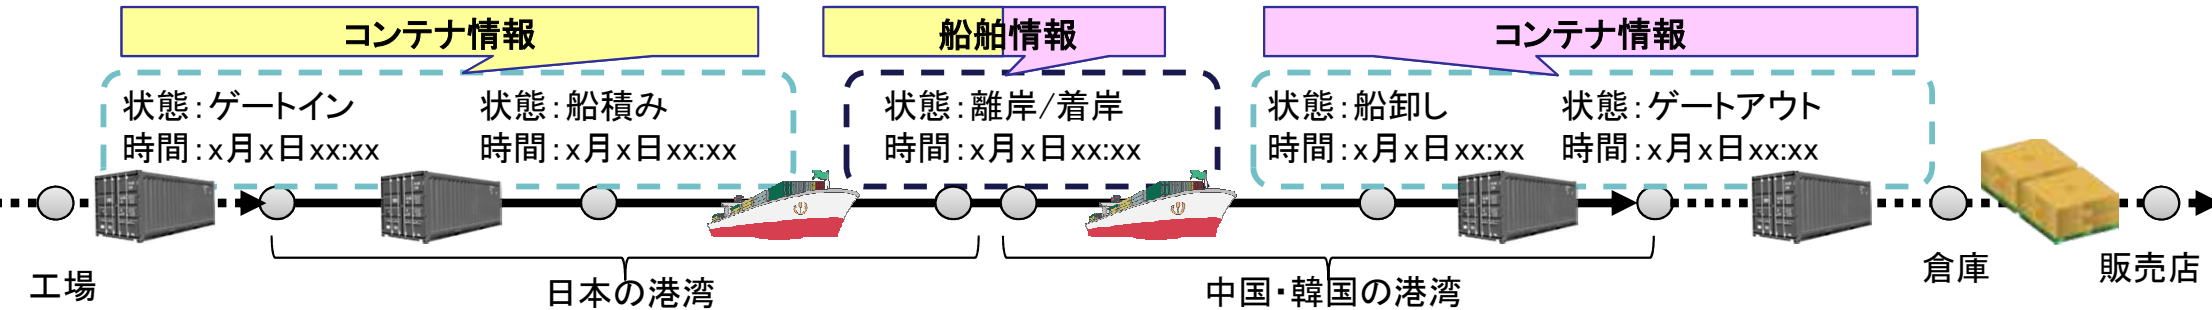 コンテナ情報
船舶情報
コンテナ情報
状態：ゲートイン
時間：x月x日xx:xx
状態：船積み
時間：x月x日xx:xx
状態：離岸/着岸
時間：x月x日xx:xx
状態：船卸し
時間：x月x日xx:xx
状態：ゲートアウト
時間：x月x日xx:xx
工場
日本の港湾
中国・韓国の港湾
倉庫
販売店